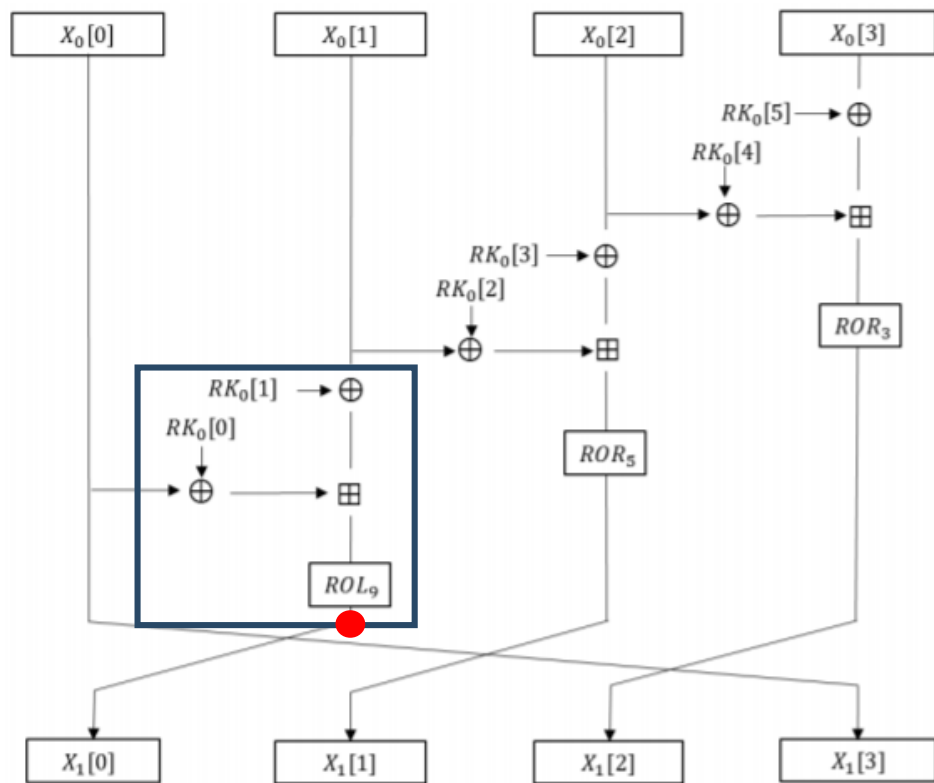 X₀[0] X₀[1] X₀[2] X₀[3]
RK₀[5]
RK₀[4]
RK₀[3]
RK₀[2]
ROR₃
RK₀[1]
RK₀[0]
ROR₅
ROL₉
X₁[0] X₁[1] X₁[2] X₁[3]